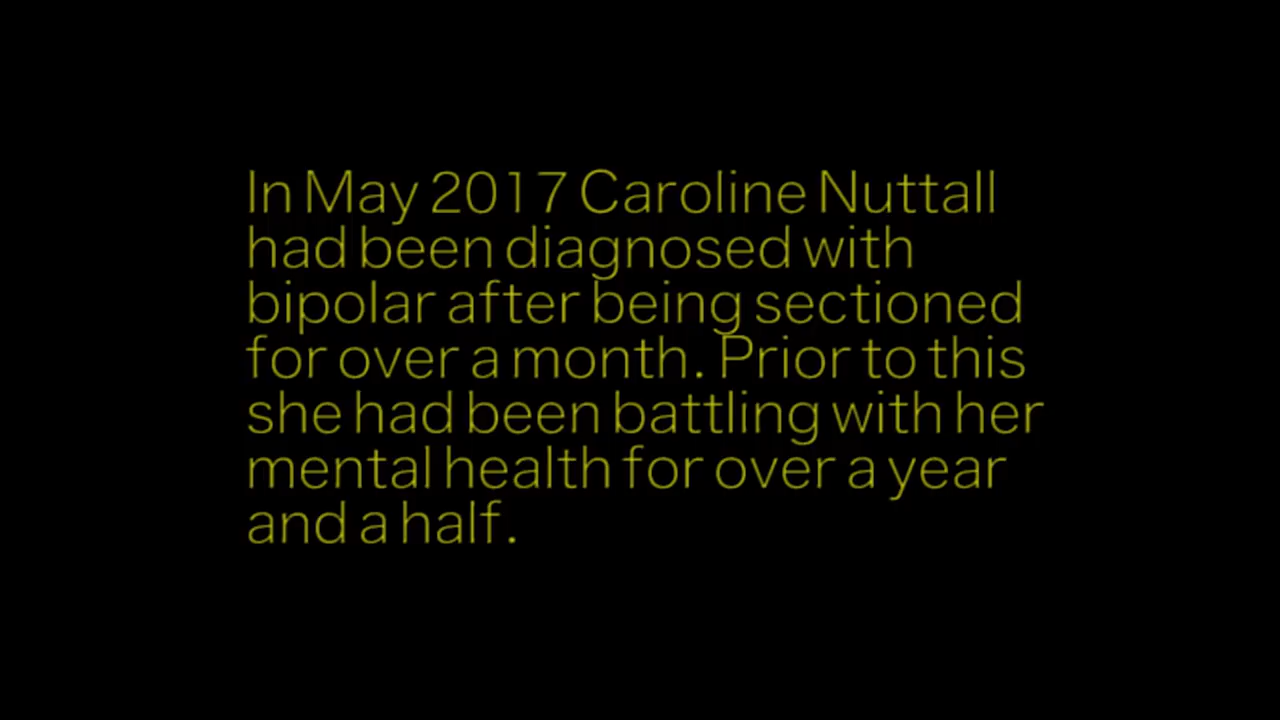 In May 2017 Caroline Nuttall
had been diagnosed with
bipolar after being sectioned
for over a month. Prior to this
she had been battling with her
mental health for over a year
and a half.